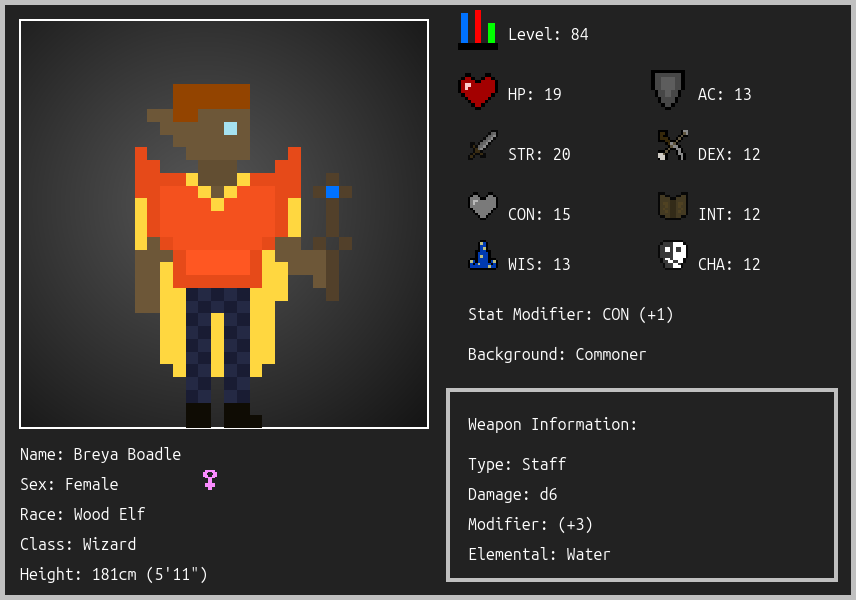 Level: 84
HP: 19
AC: 13
STR: 20
DEX: 12
CON: 15
INT: 12
WIS: 13
CHA: 12
Stat Modifier: CON (+1)
Background: Commoner
Weapon Information:
Type: Staff
Damage: d6
Modifier: (+3)
Elemental: Water
Name: Breya Boadle
Sex: Female
Race: Wood Elf
Class: Wizard
Height: 181cm (5'11")